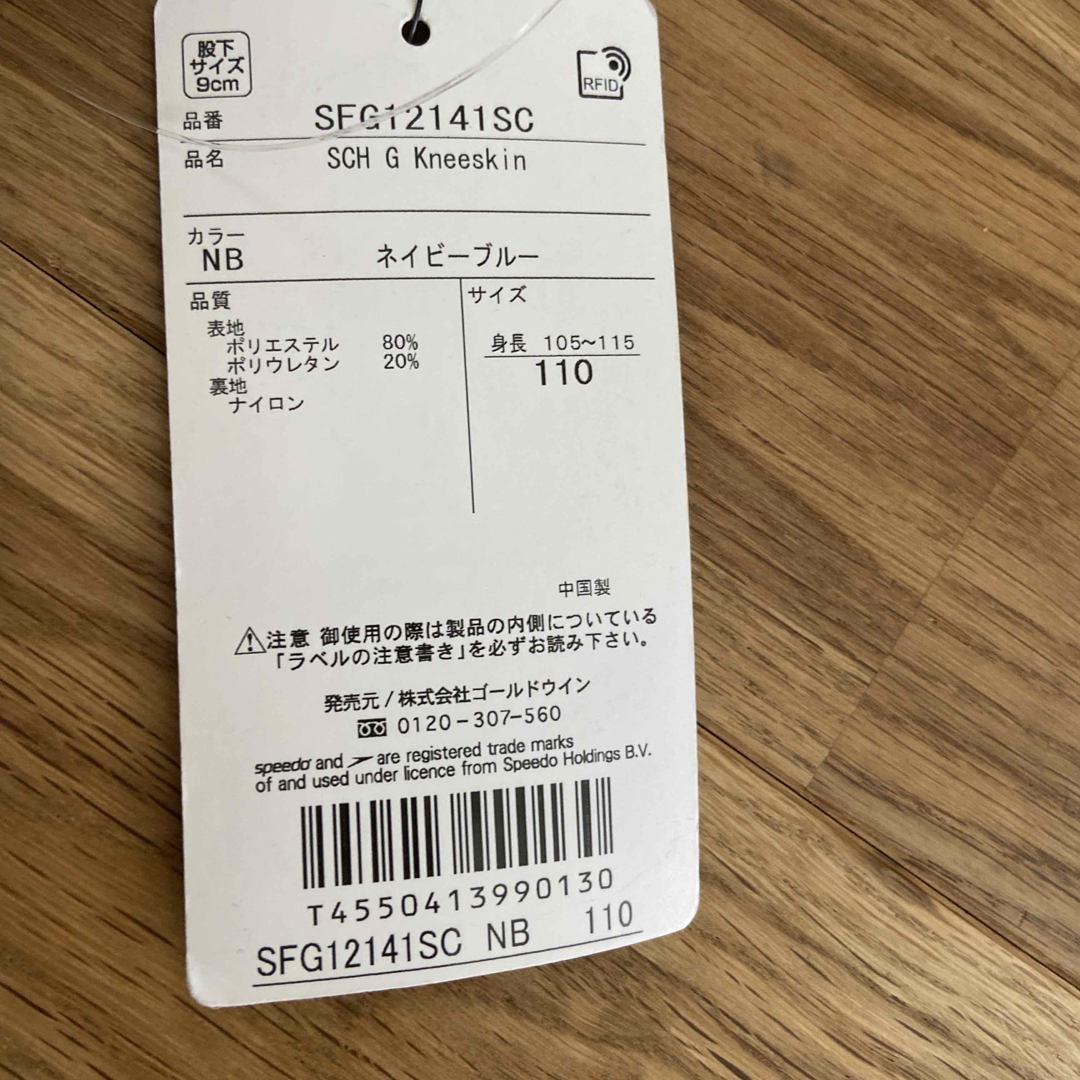 股下
サイズ
9cm
RFID
品番 SFG12141SC
品名 SCH G Kneeskin
カラー
NB ネイビーブルー
品質
表地
ポリエステル 80%
ポリウレタン 20%
裏地
ナイロン
サイズ
身長 105~115
110
中国製
⚠注意 御使用の際は製品の内側についている
「ラベルの注意書き」を必ずお読み下さい。
発売元/株式会社ゴールドウイン
0120-307-560
speedo and are registered trade marks
of and used under licence from Speedo Holdings B.V.
T4550413990130
SFG12141SC NB 110